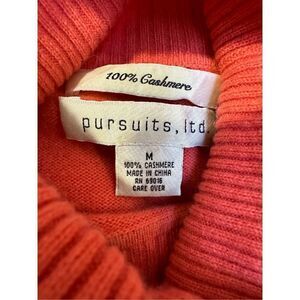 100% Cashmere
pursuits, ltd.
M
100% CASHMERE
MADE IN CHINA
RN 69016
CARE OVER